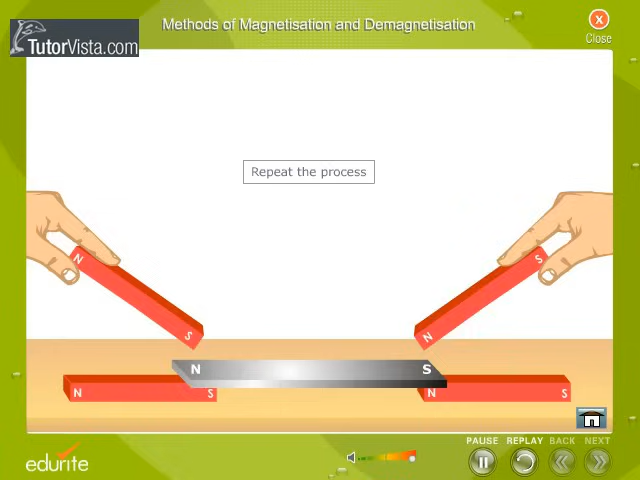 Methods of Magnetisation and Demagnetisation
X
Close
TutorVista.com
Repeat the process
N
S
S
N
N
S
N
S
N
S
PAUSE REPLAY BACK NEXT
edurite